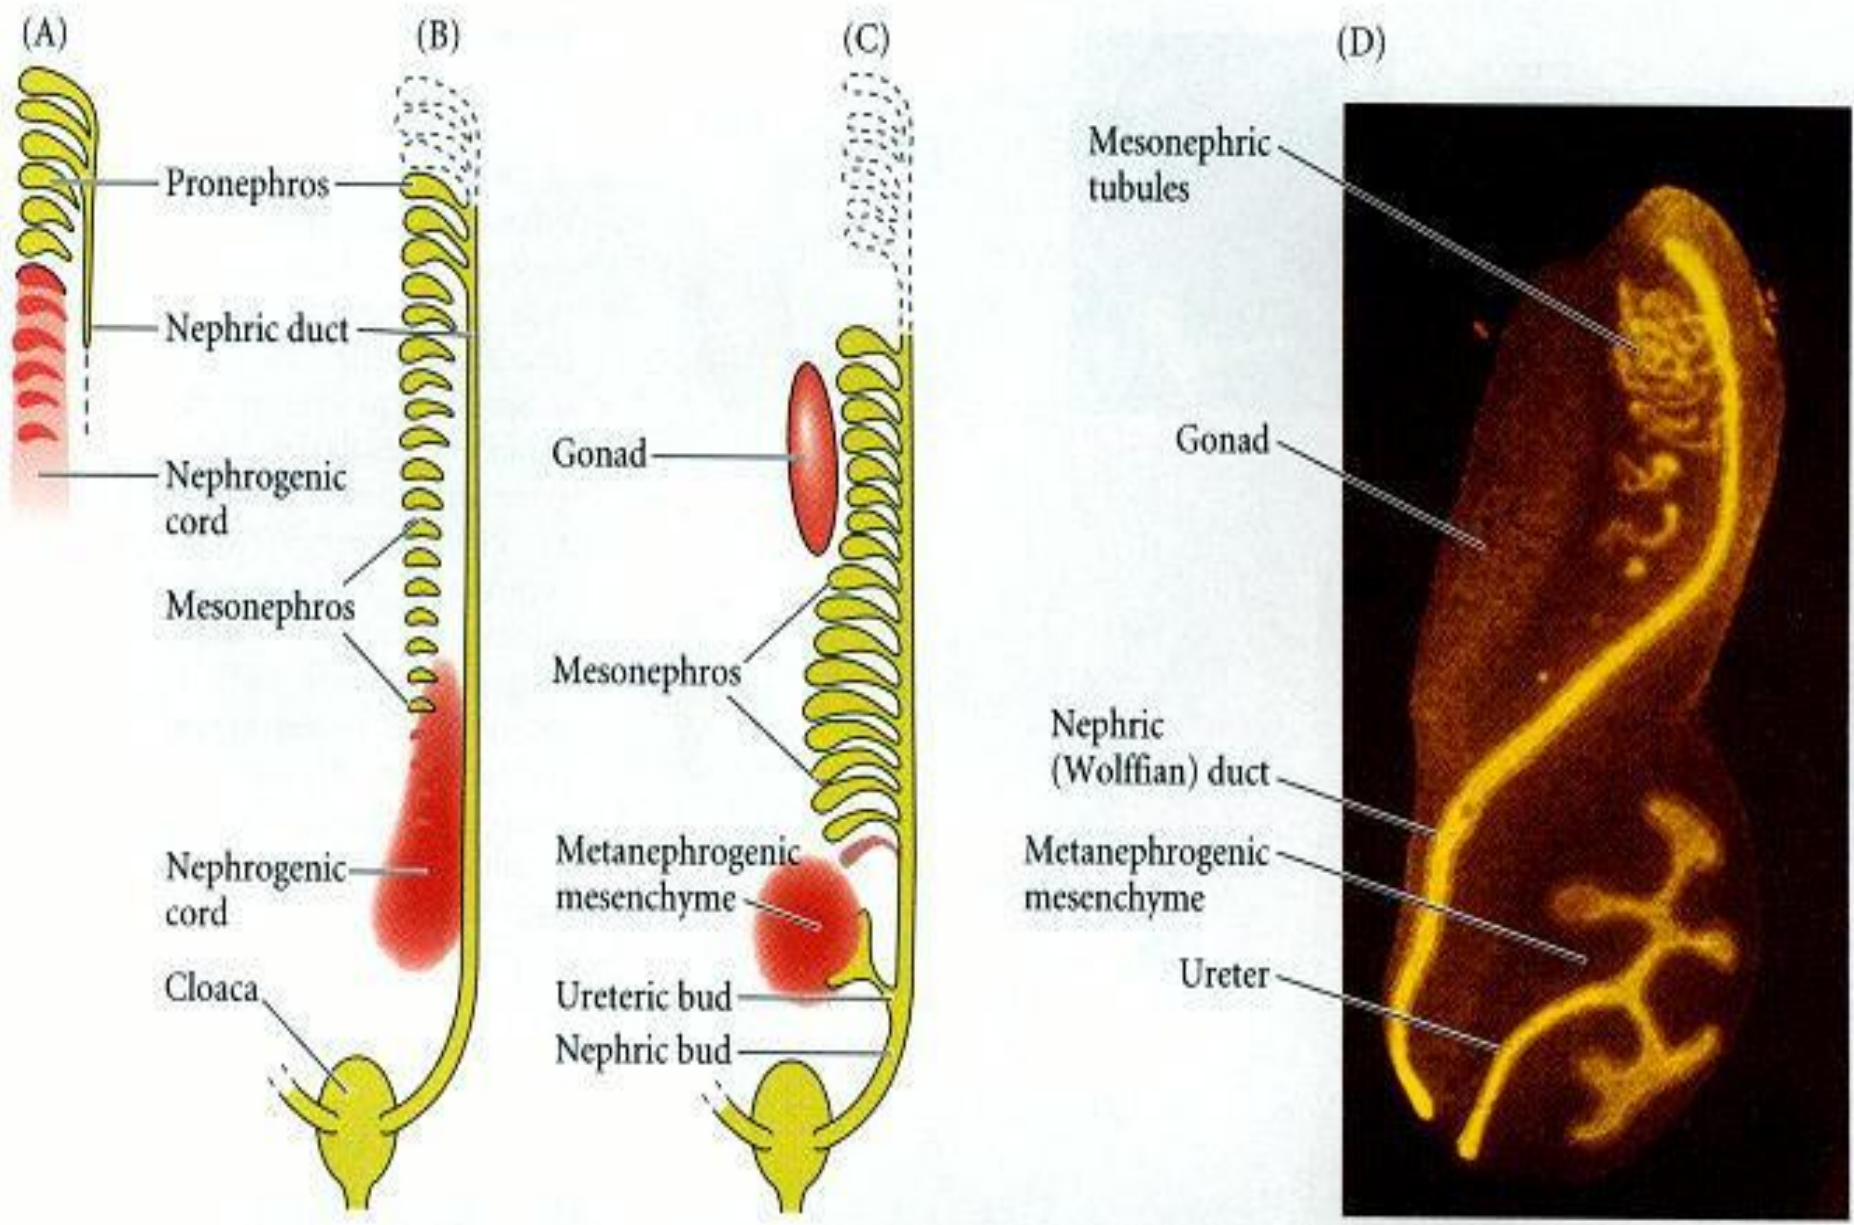 (A)
(B)
(C)
(D)
Pronephros
Nephric duct
Nephrogenic
cord
Mesonephros
Nephrogenic
cord
Cloaca
Gonad
Mesonephros
Metanephrogenic
mesenchyme
Ureteric bud
Nephric bud
Mesonephric
tubules
Gonad
Nephric
(Wolffian) duct
Metanephrogenic
mesenchyme
Ureter